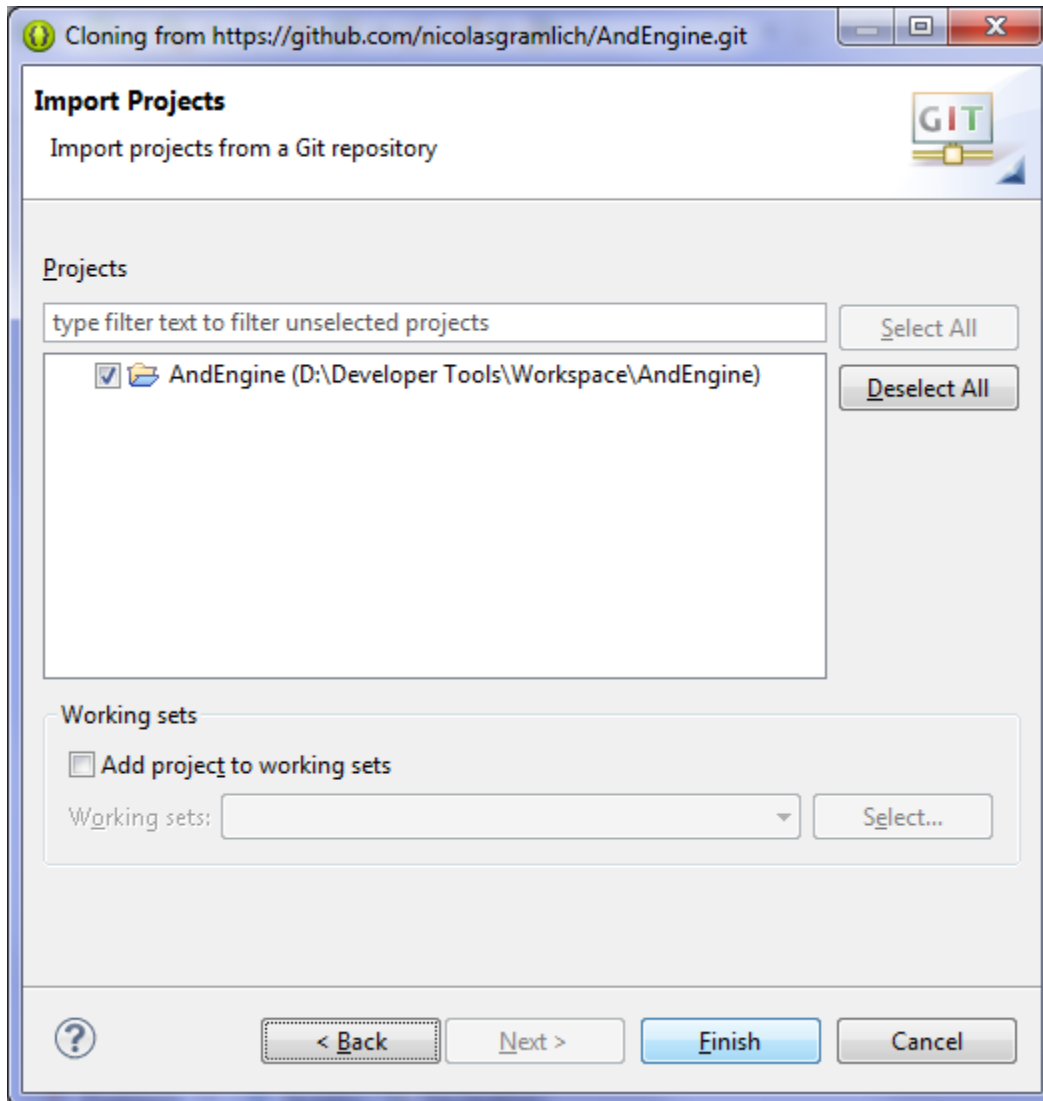 Cloning from https://github.com/nicolasgramlich/AndEngine.git
Import Projects
Import projects from a Git repository
GIT
Projects
type filter text to filter unselected projects
Select All
AndEngine (D:\Developer Tools\Workspace\AndEngine)
Deselect All
Working sets
Add project to working sets
Working sets:
Select...
?
< Back
Next >
Finish
Cancel